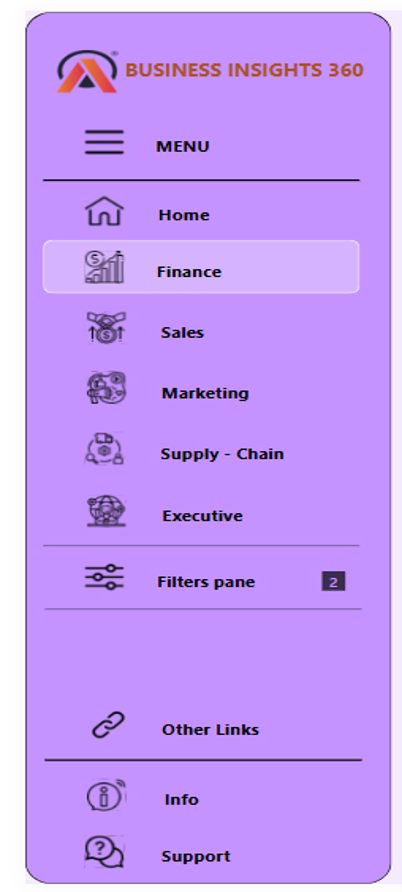 BUSINESS INSIGHTS 360
MENU
Home
Finance
Sales
Marketing
Supply - Chain
Executive
Filters pane 2
Other Links
Info
Support